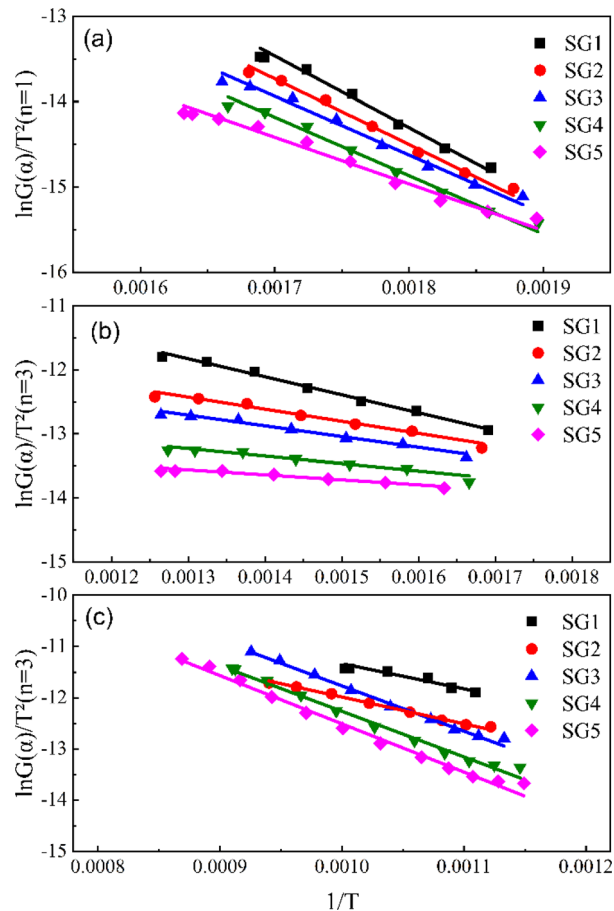 (a)
SG1
SG2
SG3
SG4
SG5
-13
-14
-15
-16
lnG(α)/T²(n=1)
0.0016 0.0017 0.0018 0.0019
(b)
SG1
SG2
SG3
SG4
SG5
-11
-12
-13
-14
-15
lnG(α)/T²(n=3)
0.0012 0.0013 0.0014 0.0015 0.0016 0.0017 0.0018
(c)
SG1
SG2
SG3
SG4
SG5
-10
-11
-12
-13
-14
-15
lnG(α)/T²(n=3)
0.0008 0.0009 0.0010 0.0011 0.0012
1/T